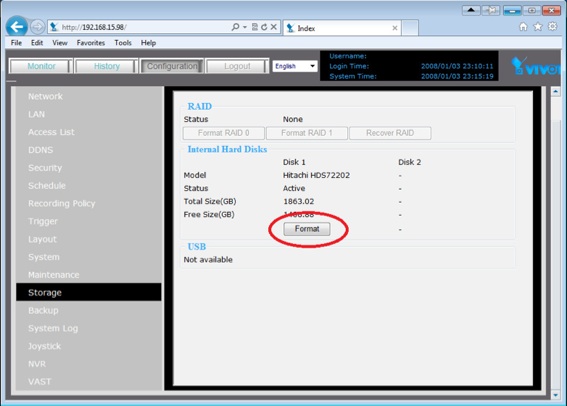 http://192.168.15.98/
Index
File Edit View Favorites Tools Help
Monitor History Configuration Logout English
Username:
Login Time: 2008/01/03 23:10:11
System Time: 2008/01/03 23:15:19
Network
LAN
Access List
DDNS
Security
Schedule
Recording Policy
Trigger
Layout
System
Maintenance
Storage
Backup
System Log
Joystick
NVR
VAST
RAID
Status None
Format RAID 0 Format RAID 1 Recover RAID
Internal Hard Disks
Disk 1 Disk 2
Model Hitachi HDS72202 -
Status Active -
Total Size(GB) 1863.02 -
Free Size(GB) -
Format -
USB
Not available